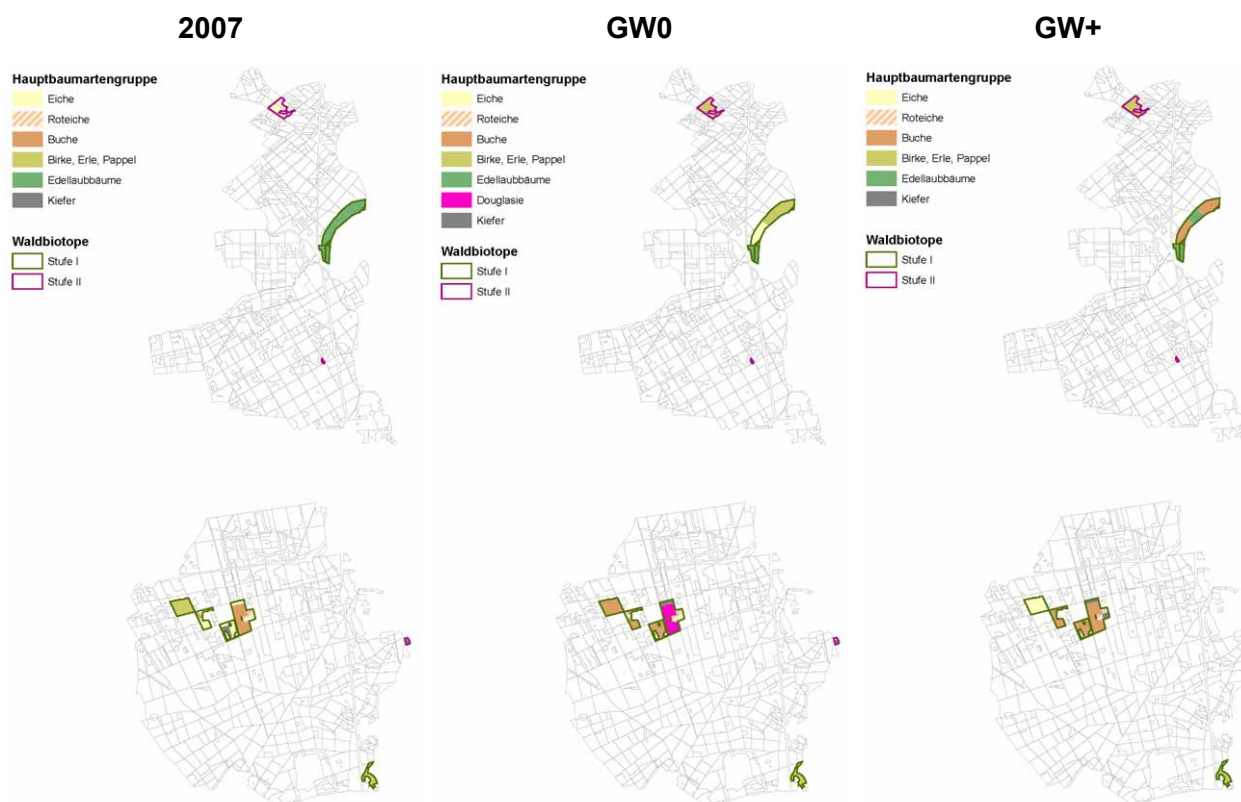 2007
GW0
GW+
Hauptbaumartengruppe
Eiche
Roteiche
Buche
Birke, Erle, Pappel
Edellaubbäume
Kiefer
Waldbiotope
Stufe I
Stufe II
Hauptbaumartengruppe
Eiche
Roteiche
Buche
Birke, Erle, Pappel
Edellaubbäume
Douglasie
Kiefer
Waldbiotope
Stufe I
Stufe II
Hauptbaumartengruppe
Eiche
Roteiche
Buche
Birke, Erle, Pappel
Edellaubbäume
Kiefer
Waldbiotope
Stufe I
Stufe II